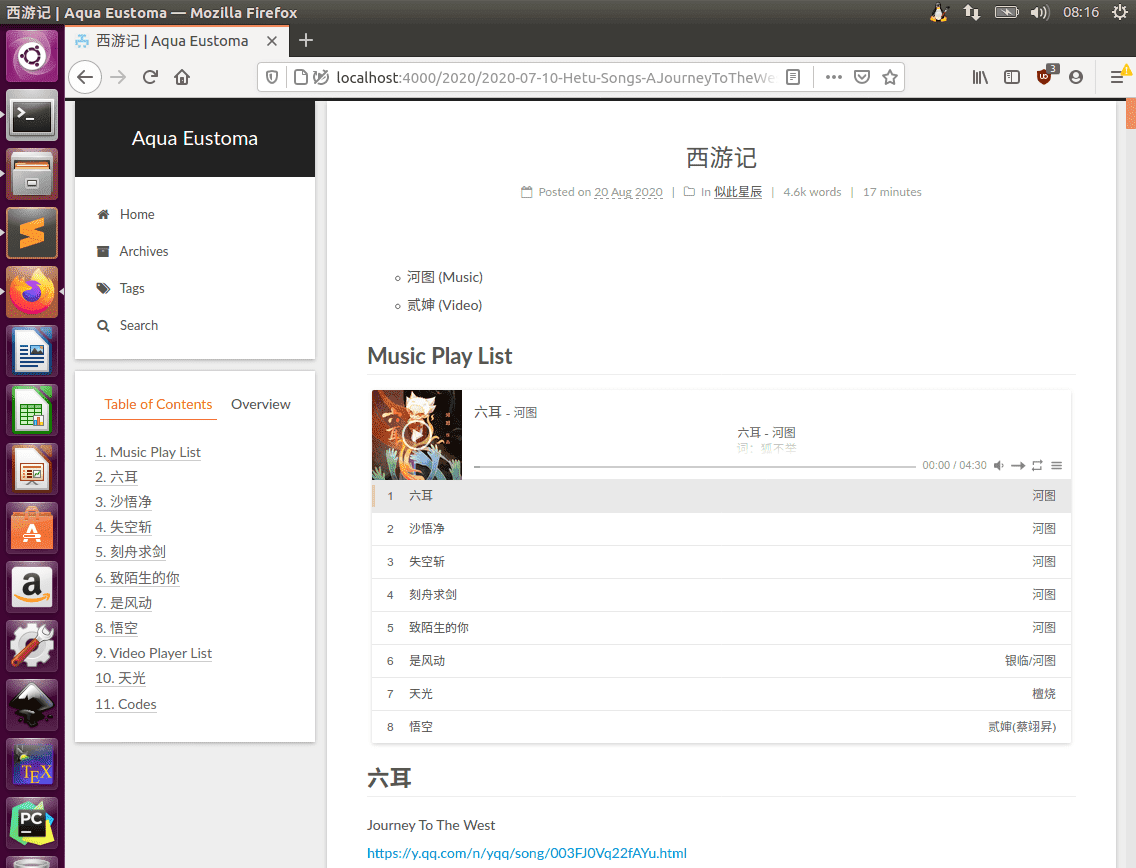 西游记 | Aqua Eustoma — Mozilla Firefox
08:16
西游记 | Aqua Eustoma
localhost:4000/2020/2020-07-10-Hetu-Songs-AJourneyToTheWe
3
Aqua Eustoma
Home
Archives
Tags
Search
Table of Contents Overview
1. Music Play List
2. 六耳
3. 沙悟净
4. 失空斩
5. 刻舟求剑
6. 致陌生的你
7. 是风动
8. 悟空
9. Video Player List
10. 天光
11. Codes
西游记
Posted on 20 Aug 2020 | In 似此星辰 | 4.6k words | 17 minutes
河图 (Music)
贰婶 (Video)
Music Play List
六耳 - 河图
六耳 - 河图
词：狐不举
00:00 / 04:30
1 六耳 河图
2 沙悟净 河图
3 失空斩 河图
4 刻舟求剑 河图
5 致陌生的你 河图
6 是风动 银临/河图
7 天光 檀烧
8 悟空 贰婶(蔡翊昇)
六耳
Journey To The West
https://y.qq.com/n/yqq/song/003FJ0Vq22fAYu.html
>_
A
a
TEX
PC